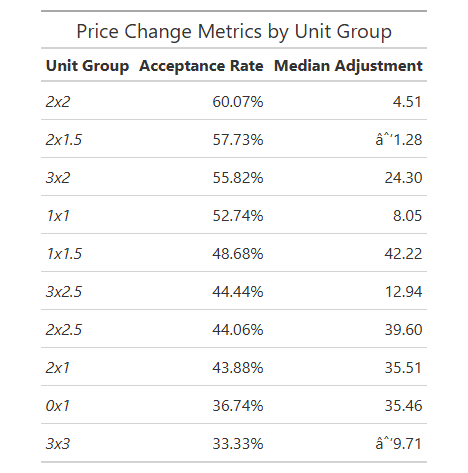 Price Change Metrics by Unit Group
Unit Group Acceptance Rate Median Adjustment
2x2 60.07% 4.51
2x1.5 57.73% âˆ’1.28
3x2 55.82% 24.30
1x1 52.74% 8.05
1x1.5 48.68% 42.22
3x2.5 44.44% 12.94
2x2.5 44.06% 39.60
2x1 43.88% 35.51
0x1 36.74% 35.46
3x3 33.33% âˆ’9.71